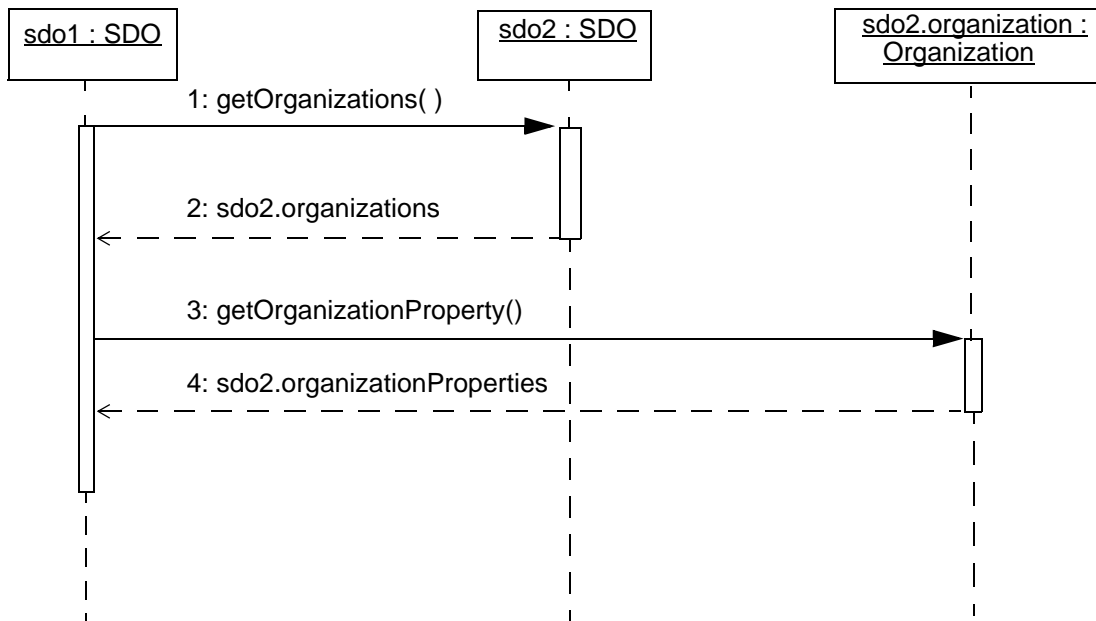 sdo1 : SDO
sdo2 : SDO
sdo2.organization :
Organization
1: getOrganizations( )
2: sdo2.organizations
3: getOrganizationProperty()
4: sdo2.organizationProperties